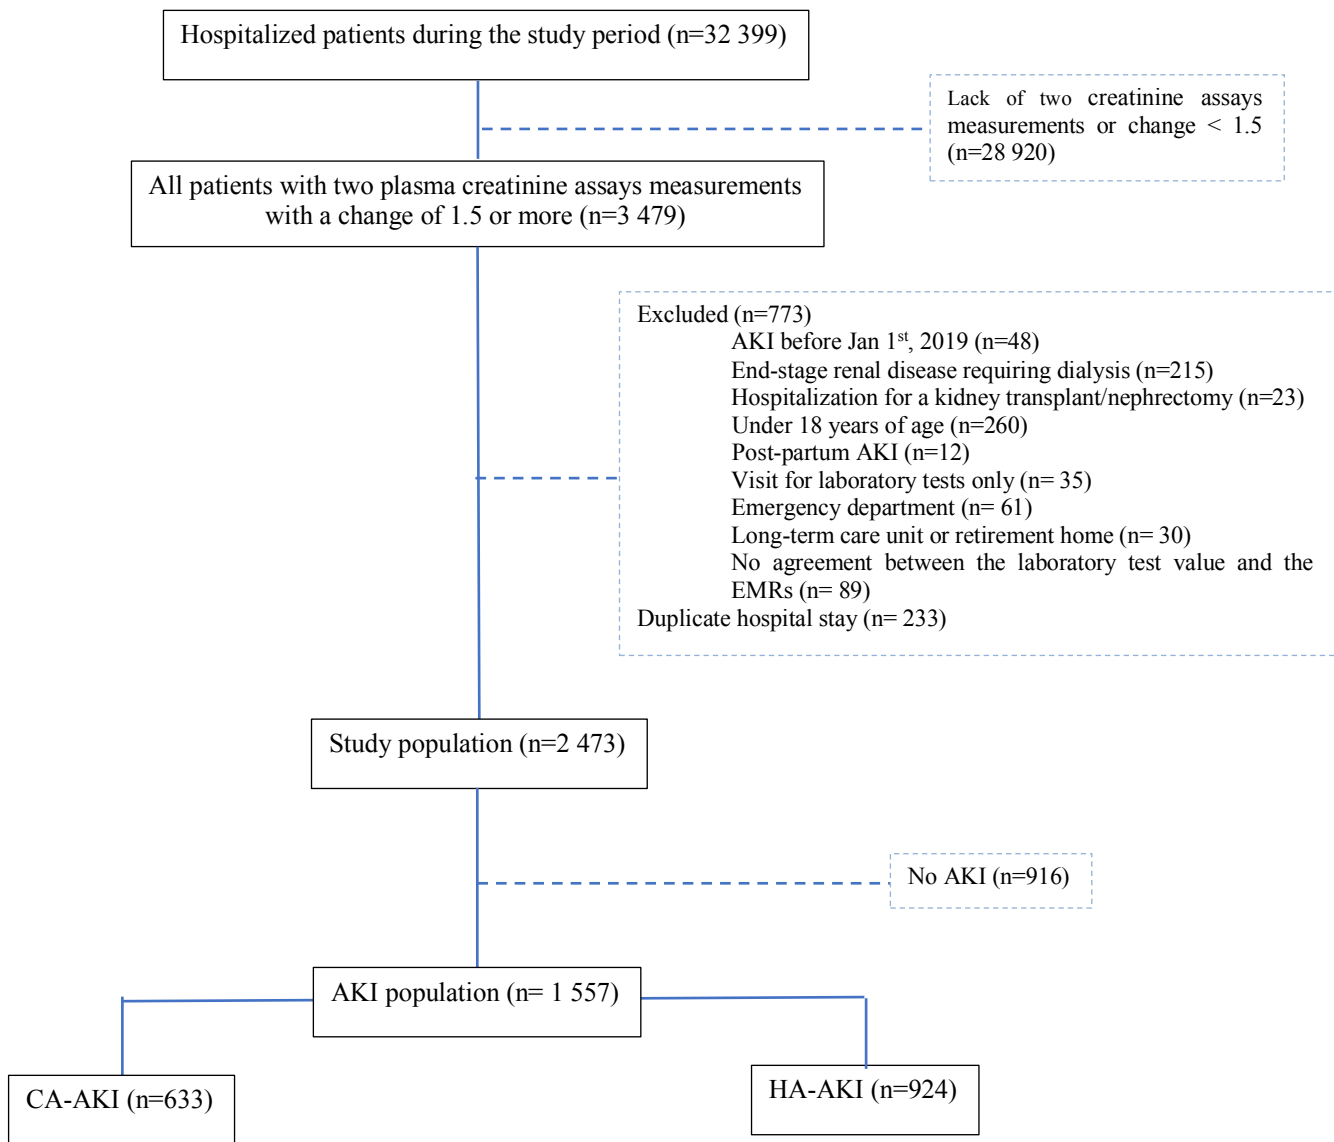 Hospitalized patients during the study period (n=32 399)
Lack of two creatinine assays
measurements or change < 1.5
(n=28 920)
All patients with two plasma creatinine assays measurements
with a change of 1.5 or more (n=3 479)
Excluded (n=773)
AKI before Jan 1st, 2019 (n=48)
End-stage renal disease requiring dialysis (n=215)
Hospitalization for a kidney transplant/nephrectomy (n=23)
Under 18 years of age (n=260)
Post-partum AKI (n=12)
Visit for laboratory tests only (n= 35)
Emergency department (n= 61)
Long-term care unit or retirement home (n= 30)
No agreement between the laboratory test value and the
EMRs (n= 89)
Duplicate hospital stay (n= 233)
Study population (n=2 473)
No AKI (n=916)
AKI population (n= 1 557)
CA-AKI (n=633)
HA-AKI (n=924)